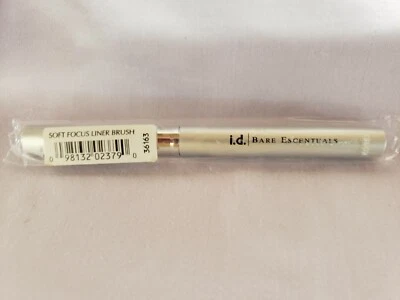 SOFT FOCUS LINER BRUSH
0 98132 02379 0
36163
i.d. BARE ESCENTUALS